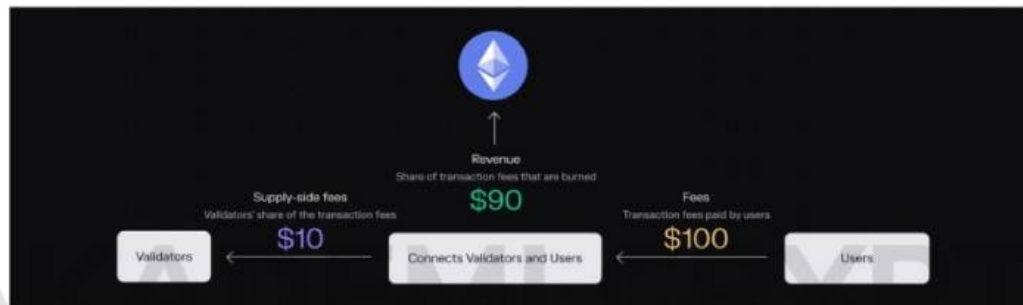 Revenue
Share of transaction fees that are burned
$90
Supply-side fees
Validators' share of the transaction fees
$10
Fees
Transaction fees paid by users
$100
Validators
Connects Validators and Users
Users